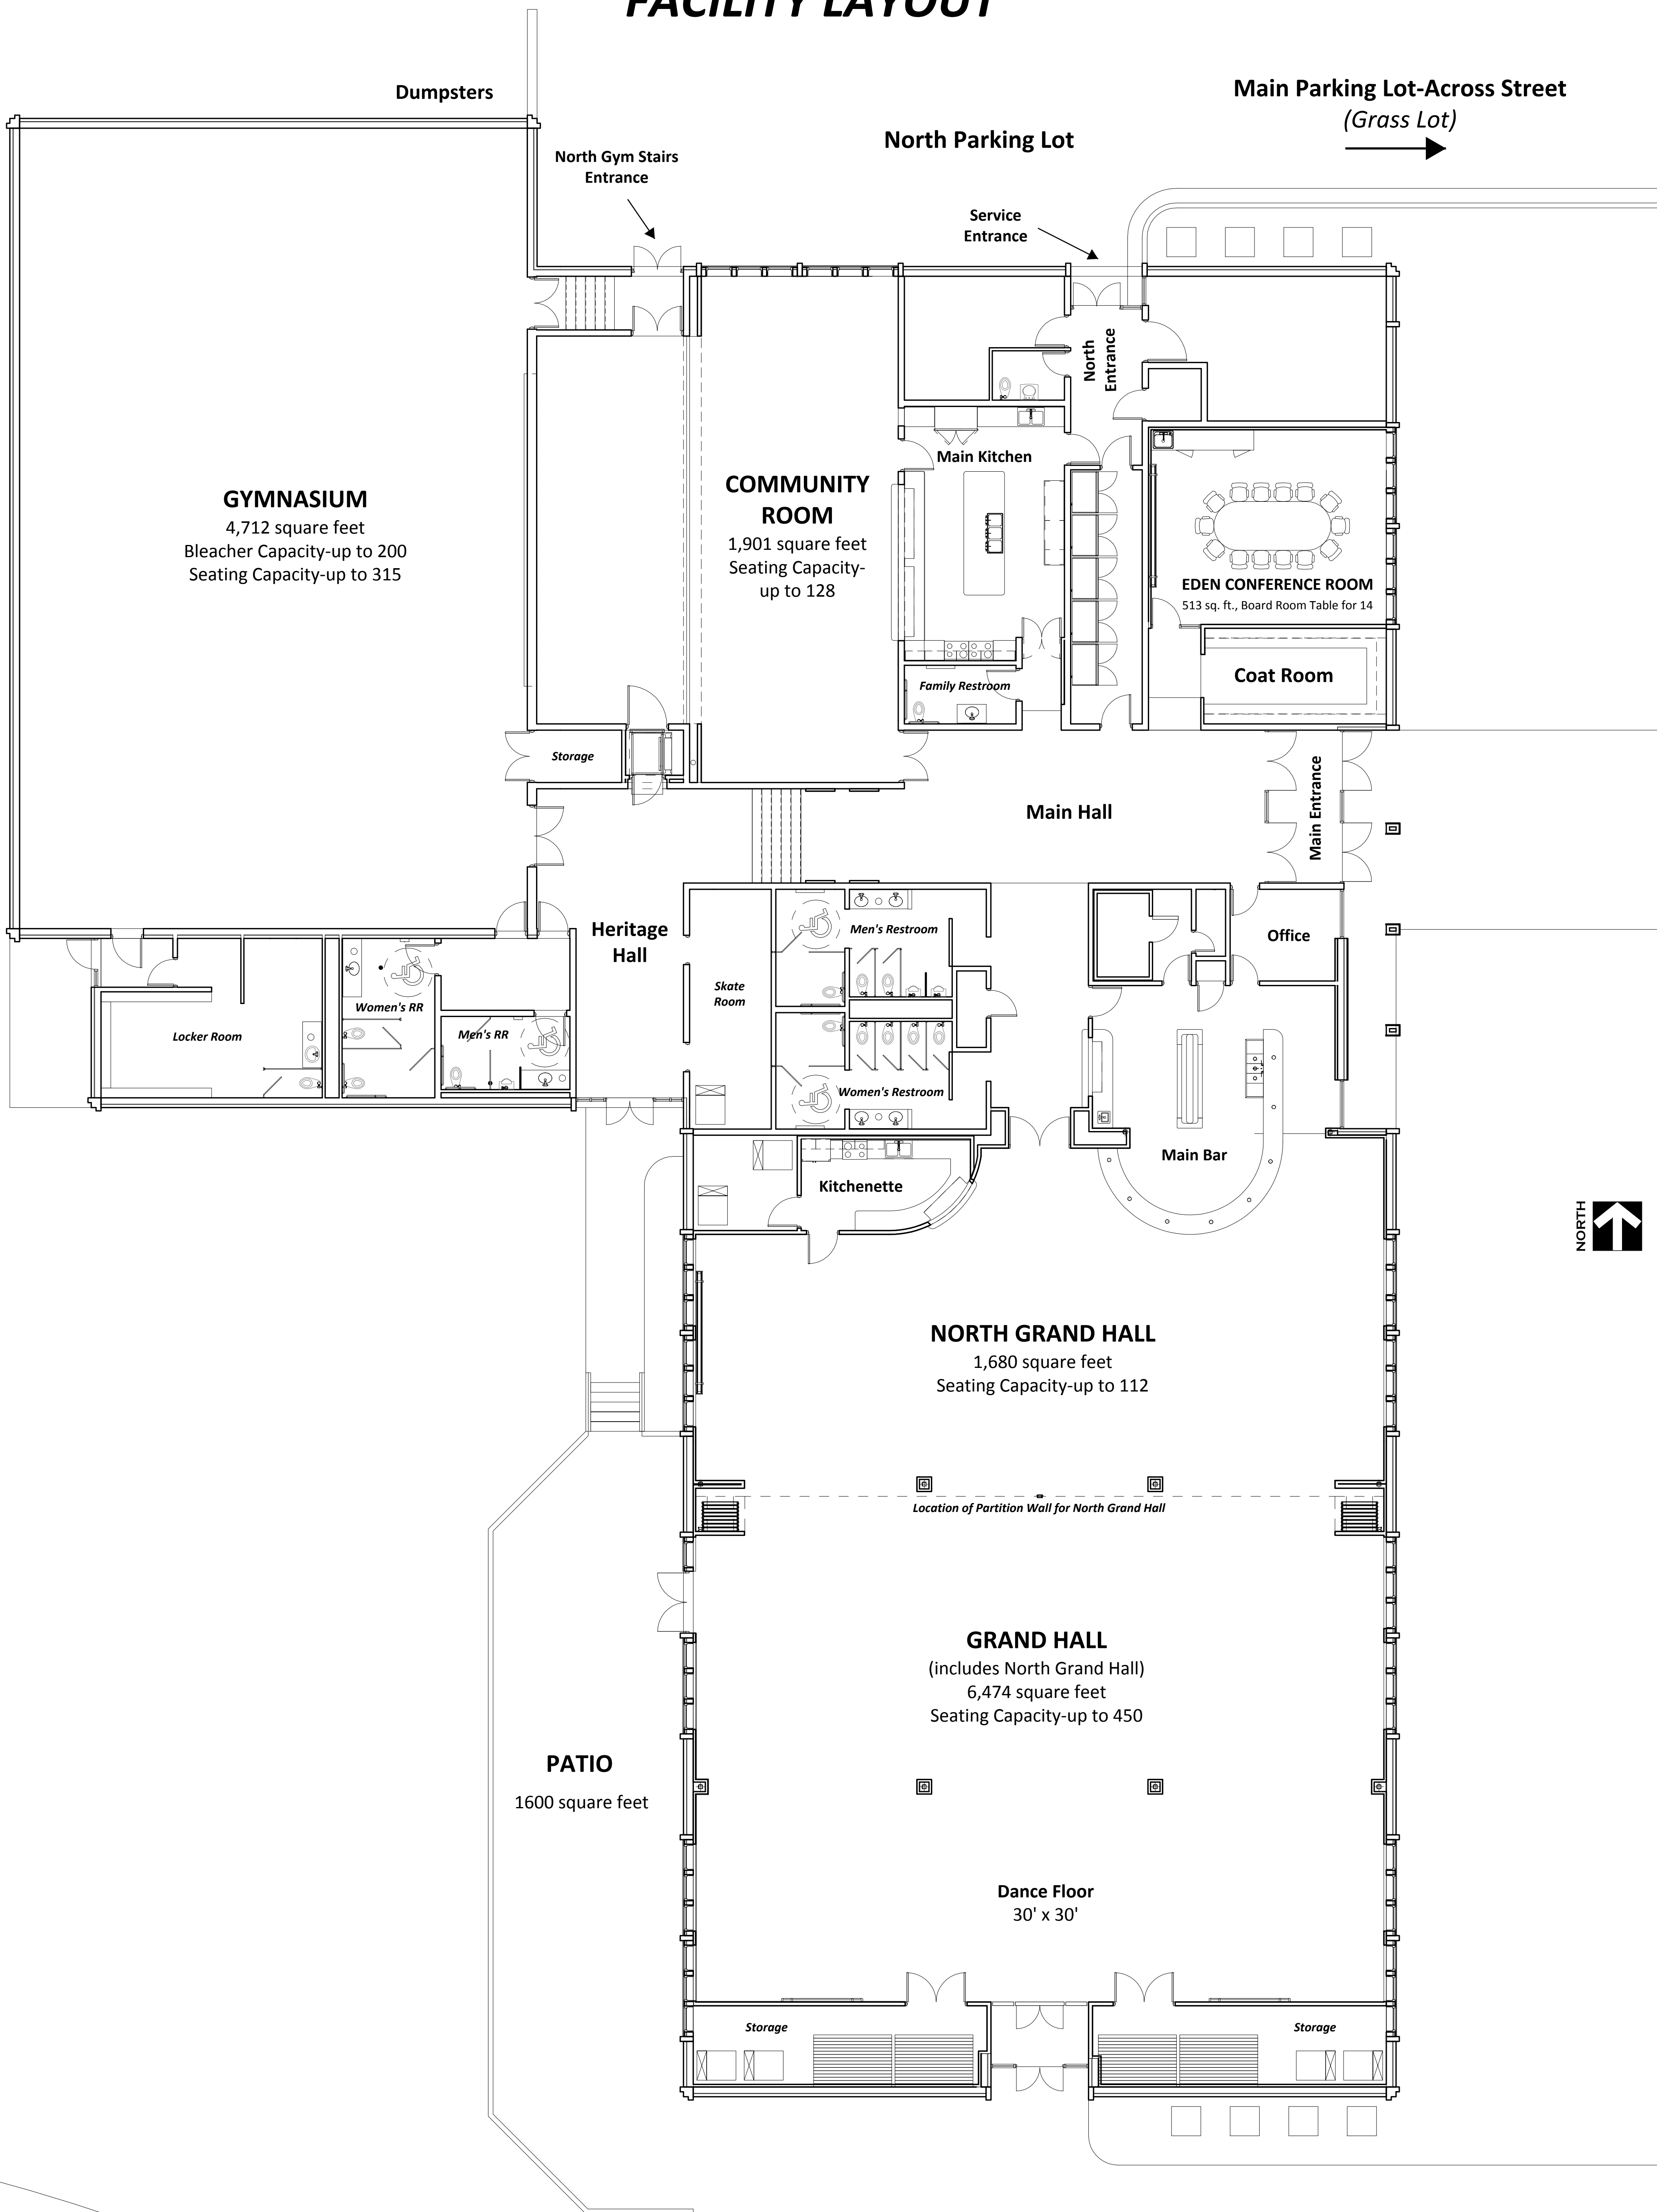 FACILITY LAYOUT
Dumpsters
Main Parking Lot-Across Street
(Grass Lot)
North Parking Lot
North Gym Stairs
Entrance
Service
Entrance
North
Entrance
Main Kitchen
GYMNASIUM
4,712 square feet
Bleacher Capacity-up to 200
Seating Capacity-up to 315
COMMUNITY
ROOM
1,901 square feet
Seating Capacity-
up to 128
EDEN CONFERENCE ROOM
513 sq. ft., Board Room Table for 14
Coat Room
Family Restroom
Storage
Main Hall
Main Entrance
Heritage
Hall
Men's Restroom
Office
Skate
Room
Women's RR
Men's RR
Locker Room
Women's Restroom
Main Bar
Kitchenette
NORTH
NORTH GRAND HALL
1,680 square feet
Seating Capacity-up to 112
Location of Partition Wall for North Grand Hall
GRAND HALL
(includes North Grand Hall)
6,474 square feet
Seating Capacity-up to 450
PATIO
1600 square feet
Dance Floor
30' x 30'
Storage
Storage